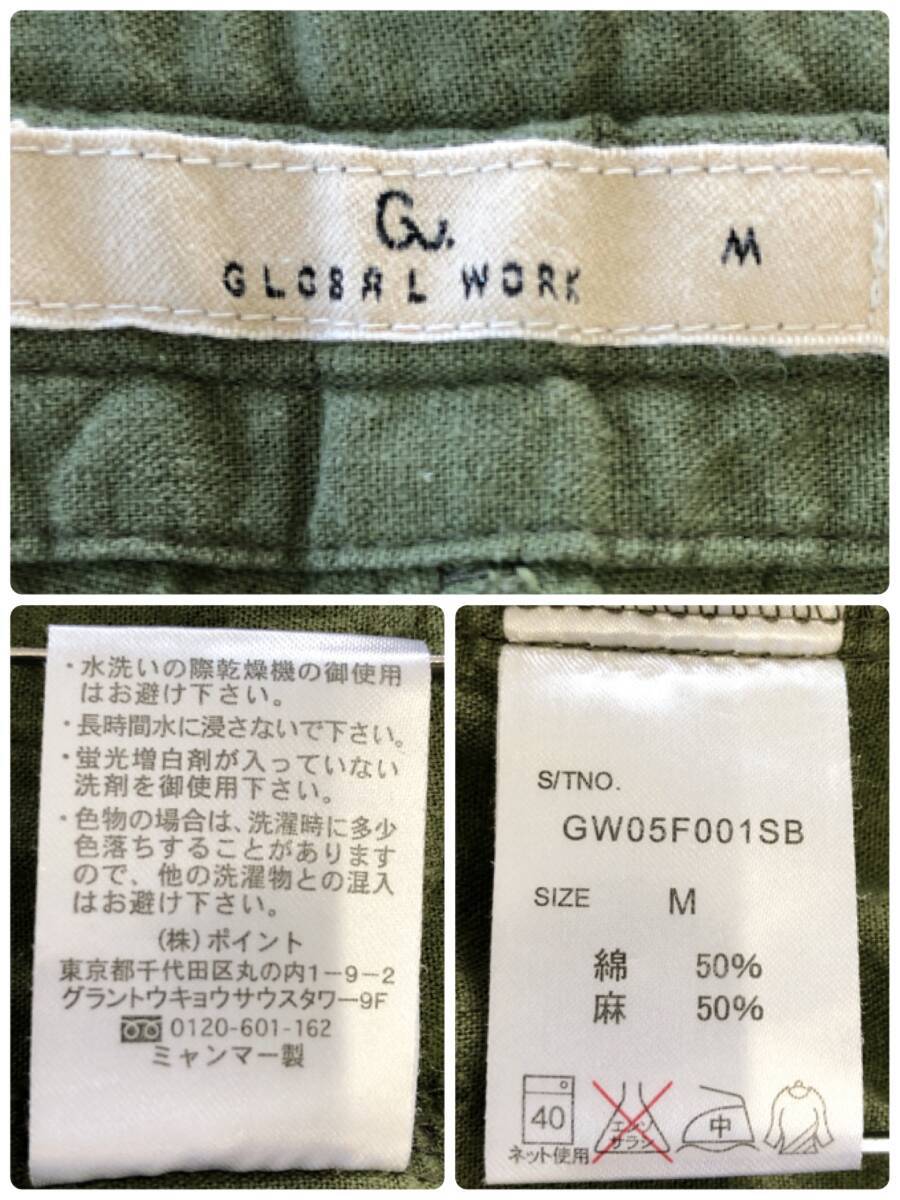 Gw.
GLOBAL WORK
M
・水洗いの際乾燥機の御使用
はお避け下さい。
・長時間水に浸さないで下さい。
・蛍光増白剤が入っていない
洗剤を御使用下さい。
・色物の場合は、洗濯時に多少
色落ちすることがあります
ので、他の洗濯物との混入
はお避け下さい。
(株)ポイント
東京都千代田区丸の内1-9-2
グラントウキョウサウスタワー9F
0120-601-162
ミャンマー製
S/TNO.
GW05F001SB
SIZE M
綿 50%
麻 50%
40
ネット使用
エンソ
サラシ
中